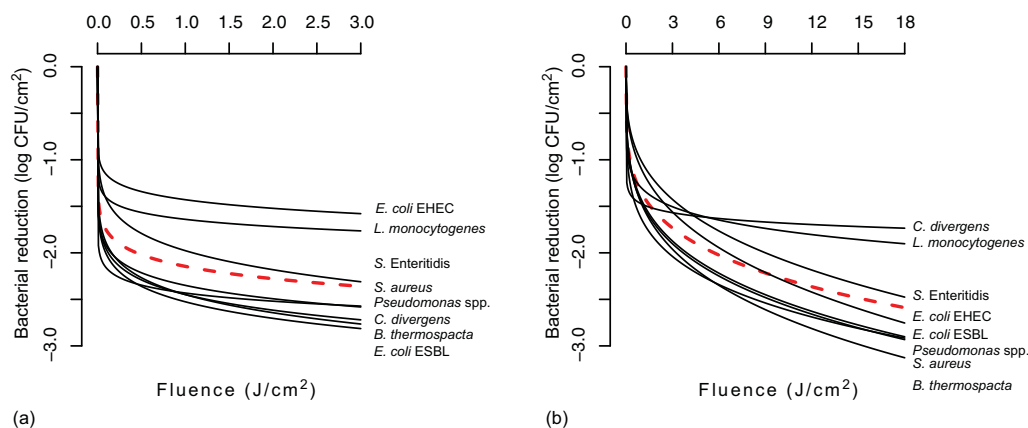 0.0 0.5 1.0 1.5 2.0 2.5 3.0
0.0
-1.0
-2.0
-3.0
Bacterial reduction (log CFU/cm2)
E. coli EHEC
L. monocytogenes
S. Enteritidis
S. aureus
Pseudomonas spp.
C. divergens
B. thermospacta
E. coli ESBL
Fluence (J/cm2)
(a)
0 3 6 9 12 15 18
0.0
-1.0
-2.0
-3.0
Bacterial reduction (log CFU/cm2)
C. divergens
L. monocytogenes
S. Enteritidis
E. coli EHEC
E. coli ESBL
Pseudomonas spp.
S. aureus
B. thermospacta
Fluence (J/cm2)
(b)